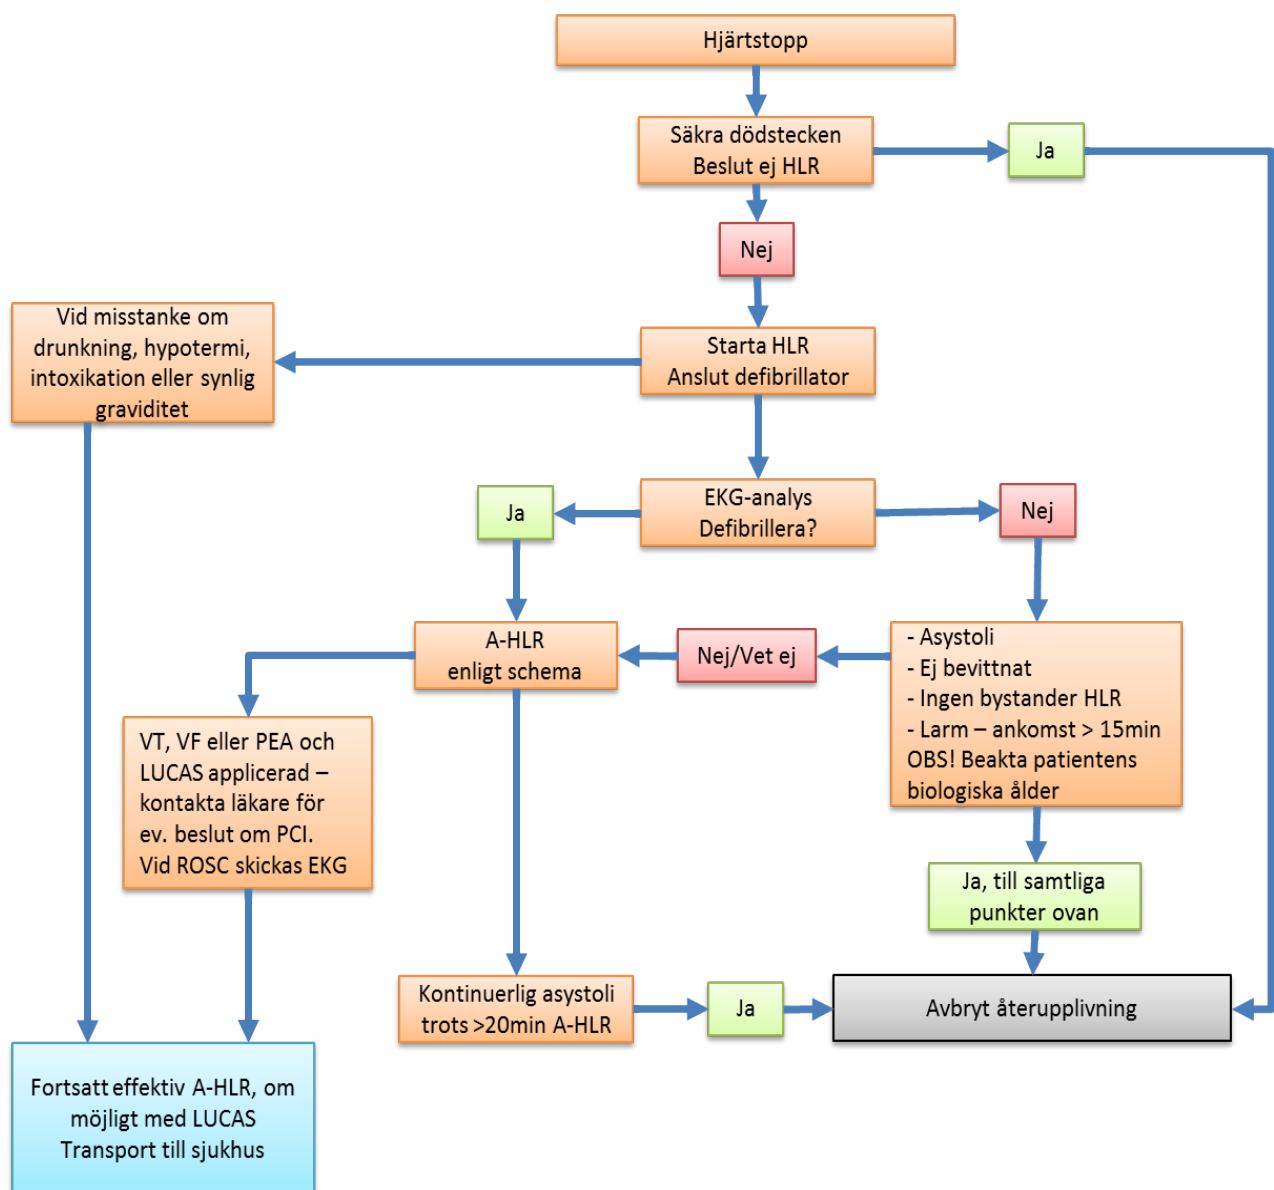 Hjärtstopp
Säkra dödstecken
Beslut ej HLR
Ja
Nej
Vid misstanke om
drunkning, hypotermi,
intoxikation eller synlig
graviditet
Starta HLR
Anslut defibrillator
Ja
EKG-analys
Defibrillera?
Nej
A-HLR
enligt schema
Nej/Vet ej
- Asystoli
- Ej bevittnat
- Ingen bystander HLR
- Larm – ankomst > 15min
OBS! Beakta patientens
biologiska ålder
VT, VF eller PEA och
LUCAS applicerad –
kontakta läkare för
ev. beslut om PCI.
Vid ROSC skickas EKG
Ja, till samtliga
punkter ovan
Kontinuerlig asystoli
trots >20min A-HLR
Ja
Avbryt återupplivning
Fortsatt effektiv A-HLR, om
möjligt med LUCAS
Transport till sjukhus